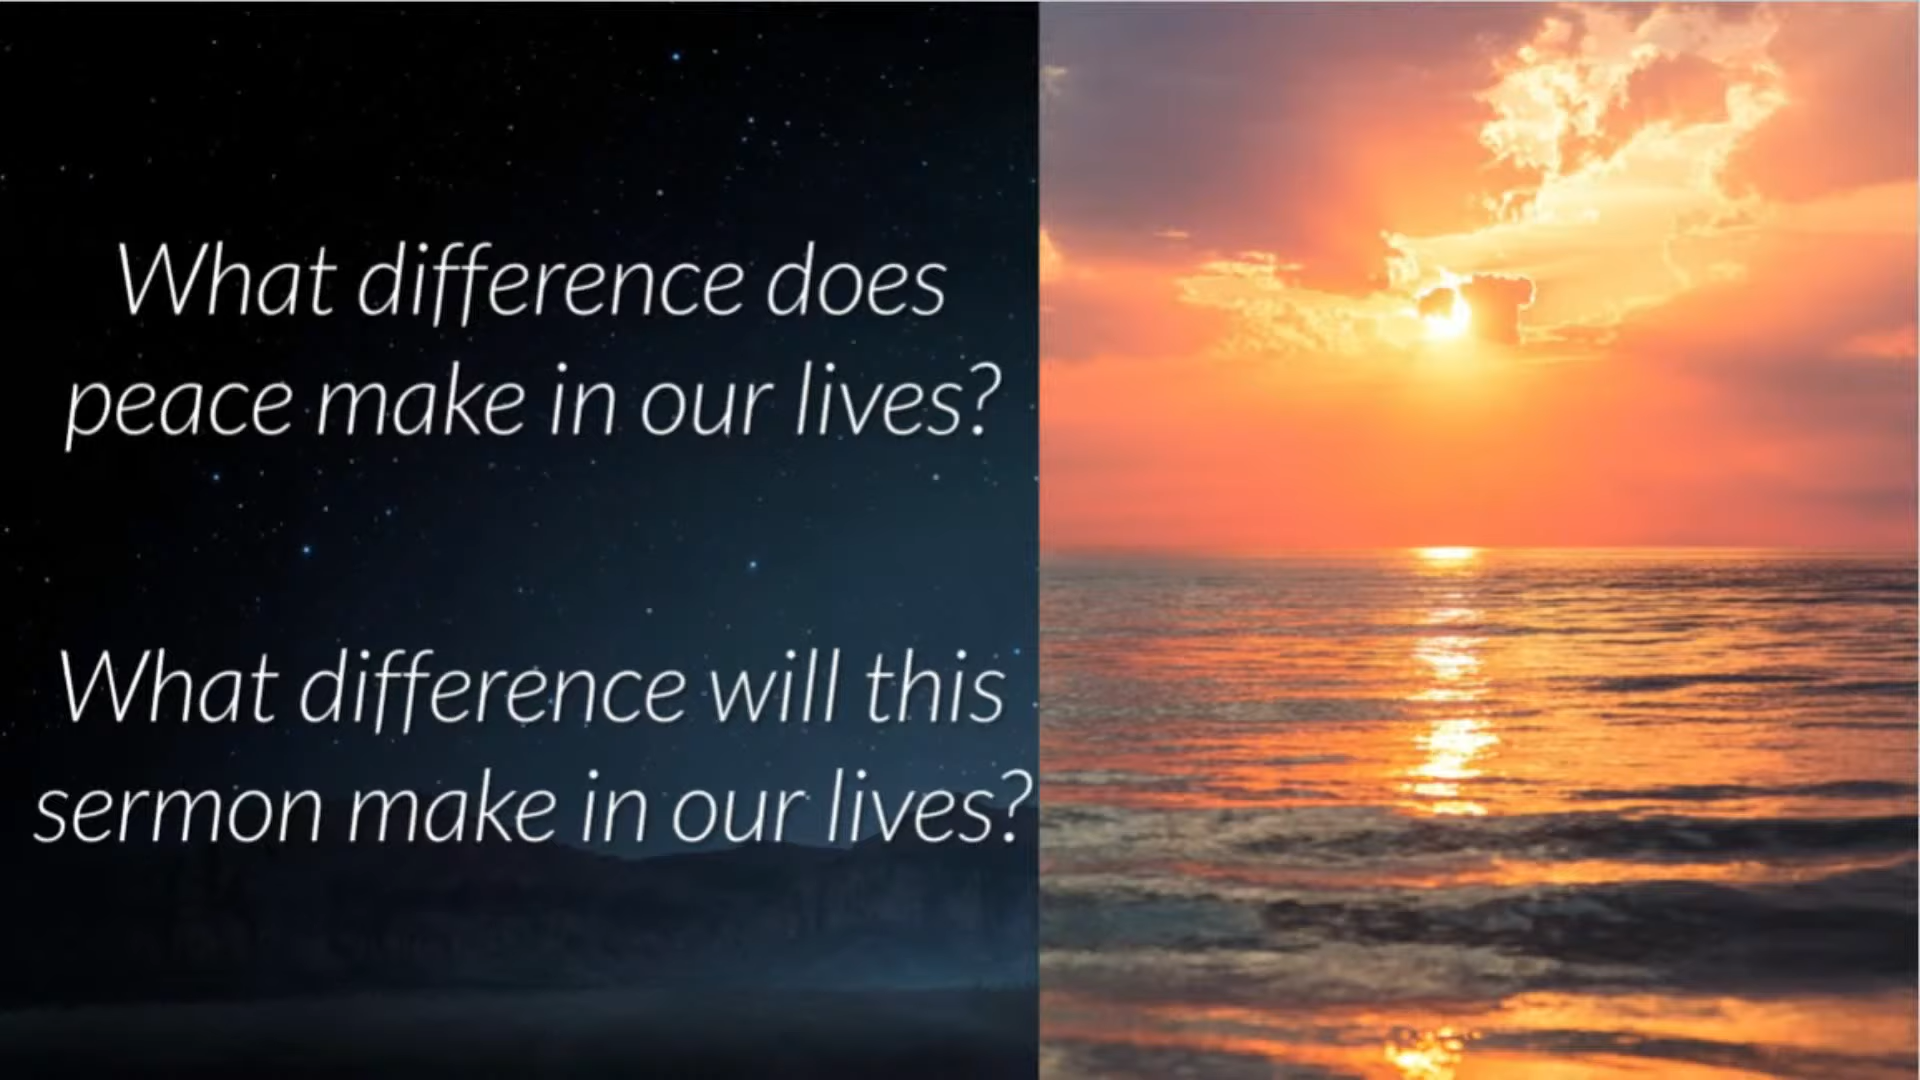 What difference does
peace make in our lives?
What difference will this
sermon make in our lives?